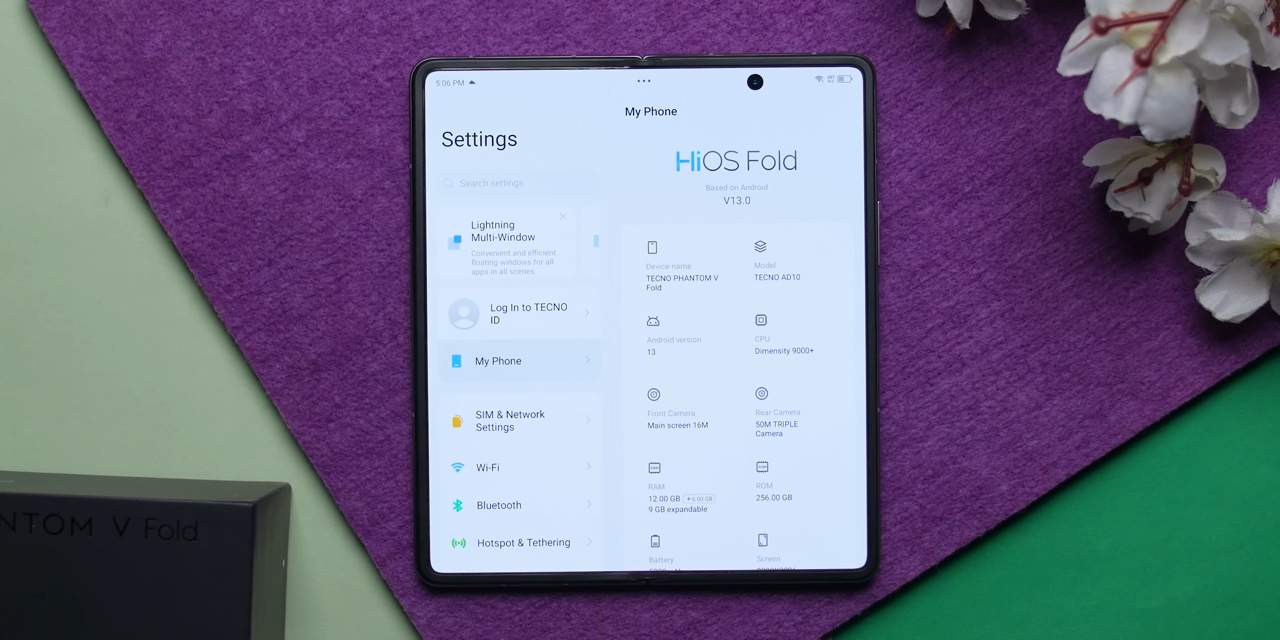 5:06 PM
My Phone
Settings
Search settings
Lightning
Multi-Window
Convenient and efficient
floating windows for all
apps in all scenes.
Log In to TECNO
ID
My Phone
SIM & Network
Settings
Wi-Fi
Bluetooth
Hotspot & Tethering
HiOS Fold
Based on Android
V13.0
Device name
TECNO PHANTOM V
Fold
Model
TECNO AD10
Android version
13
CPU
Dimensity 9000+
Front Camera
Main screen 16M
Rear Camera
50M TRIPLE
Camera
RAM
12.00 GB +6.00 GB
9 GB expandable
ROM
256.00 GB
Battery
Screen
NTOM V Fold